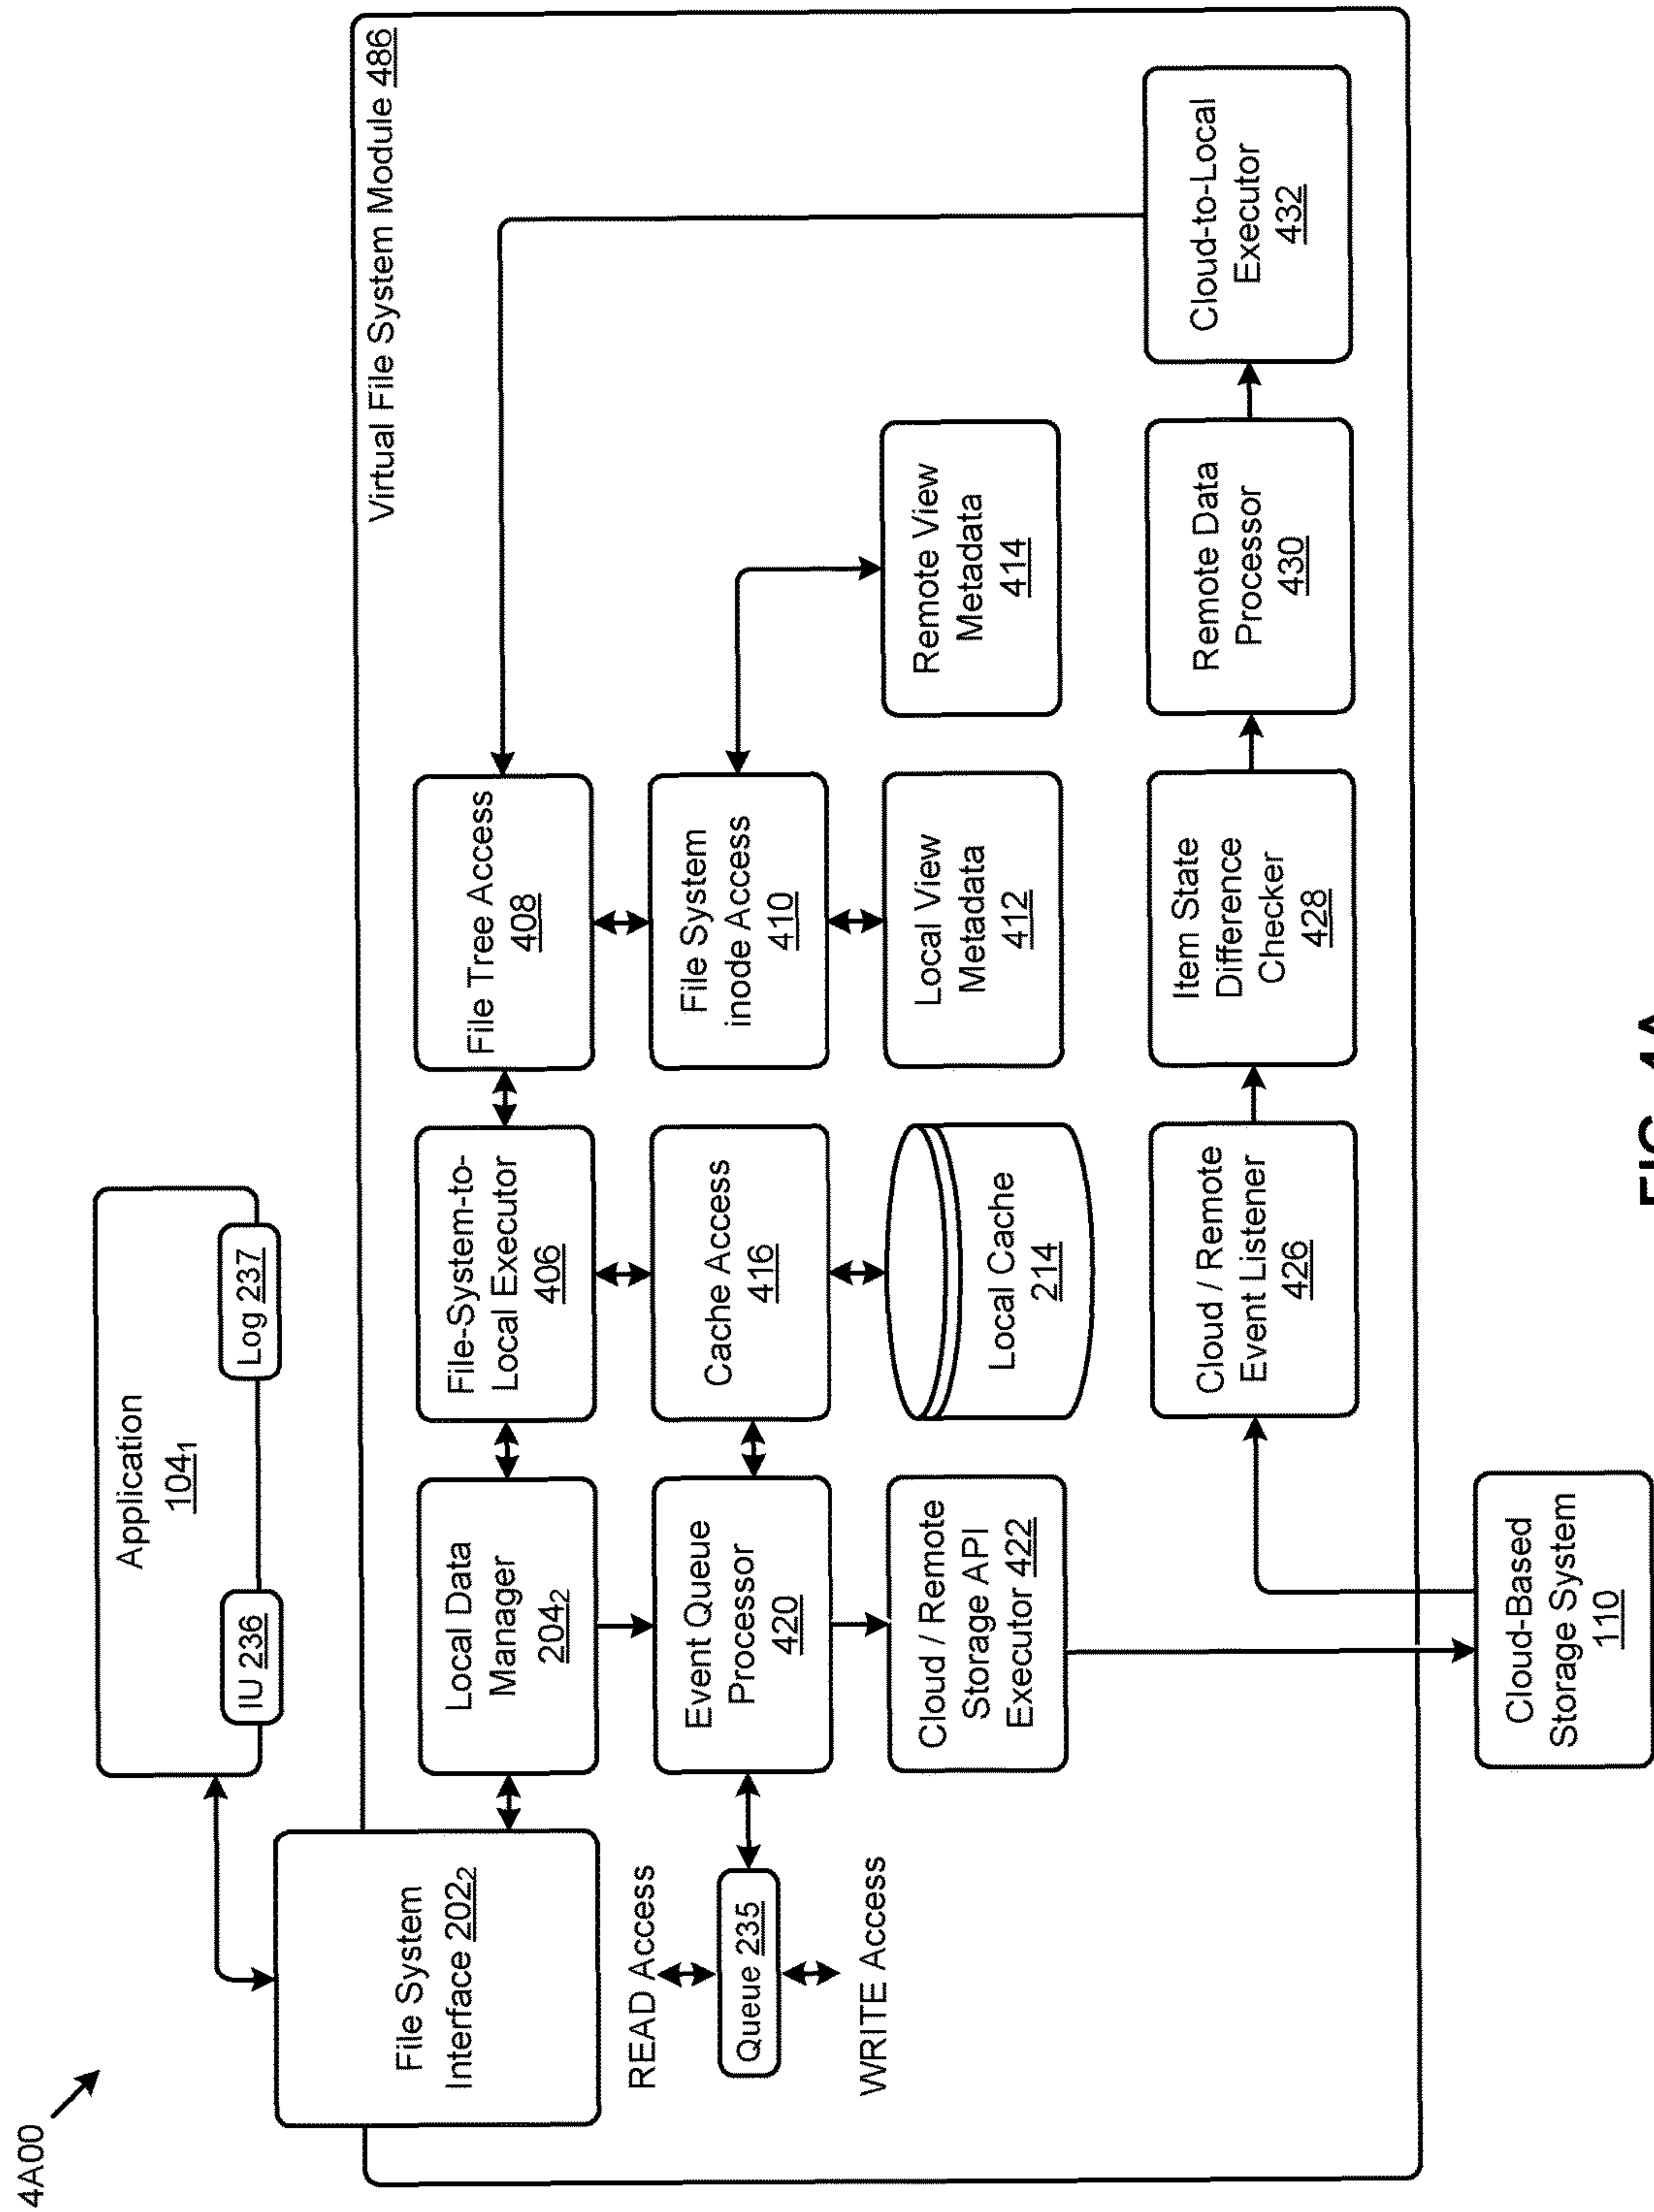 4A00
Application
104₁
IU 236
Log 237
Virtual File System Module 486
File System
Interface 202₂
Local Data
Manager
204₂
File-System-to-
Local Executor
406
File Tree Access
408
READ Access
Queue 235
WRITE Access
Event Queue
Processor
420
Cache Access
416
File System
inode Access
410
Cloud / Remote
Storage API
Executor 422
Local Cache
214
Local View
Metadata
412
Remote View
Metadata
414
Cloud / Remote
Event Listener
426
Item State
Difference
Checker
428
Remote Data
Processor
430
Cloud-to-Local
Executor
432
Cloud-Based
Storage System
110
FIG. 4A